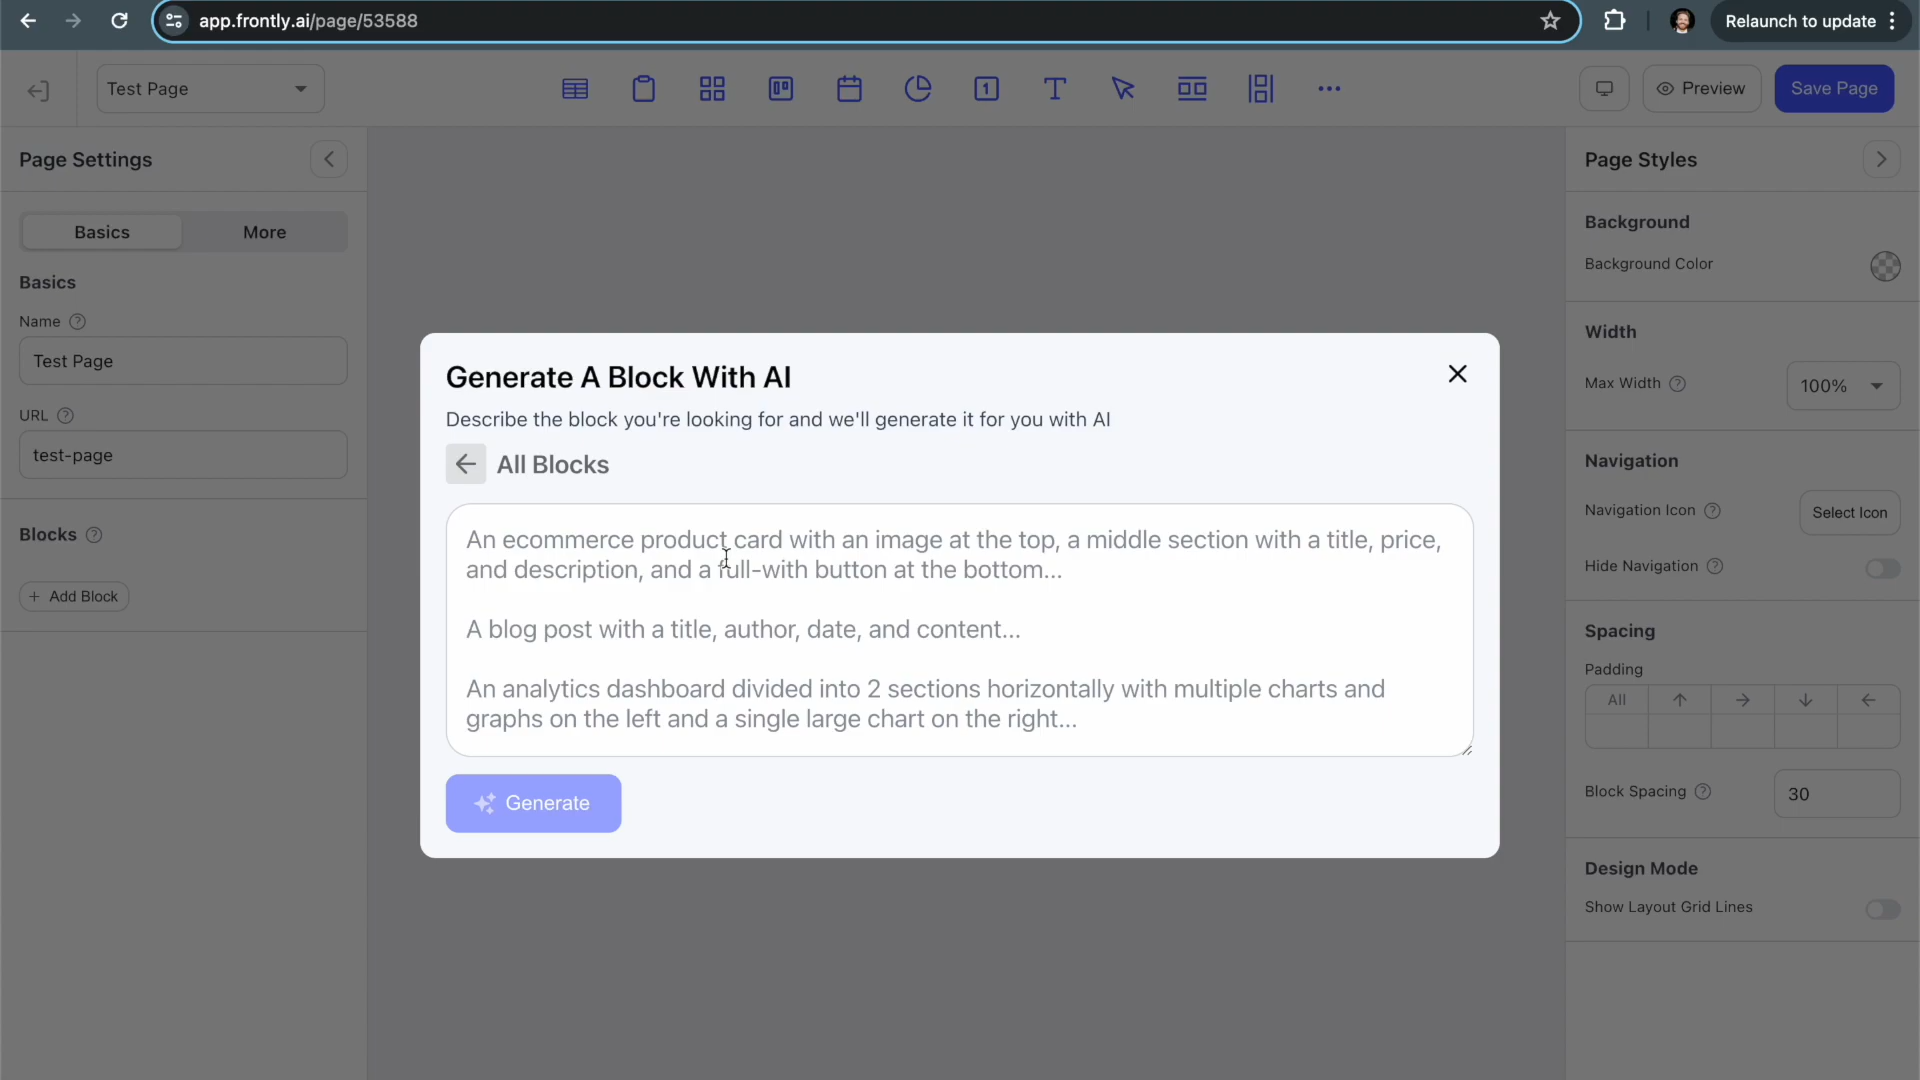 app.frontly.ai/page/53588
Relaunch to update
Test Page
1
T
Preview
Save Page
Page Settings
Basics
More
Basics
Name
Test Page
URL
test-page
Blocks
+ Add Block
Generate A Block With AI
Describe the block you're looking for and we'll generate it for you with AI
All Blocks
An ecommerce product card with an image at the top, a middle section with a title, price,
and description, and a full-with button at the bottom...
A blog post with a title, author, date, and content...
An analytics dashboard divided into 2 sections horizontally with multiple charts and
graphs on the left and a single large chart on the right...
Generate
Page Styles
Background
Background Color
Width
Max Width
100%
Navigation
Navigation Icon
Select Icon
Hide Navigation
Spacing
Padding
All
Block Spacing
30
Design Mode
Show Layout Grid Lines